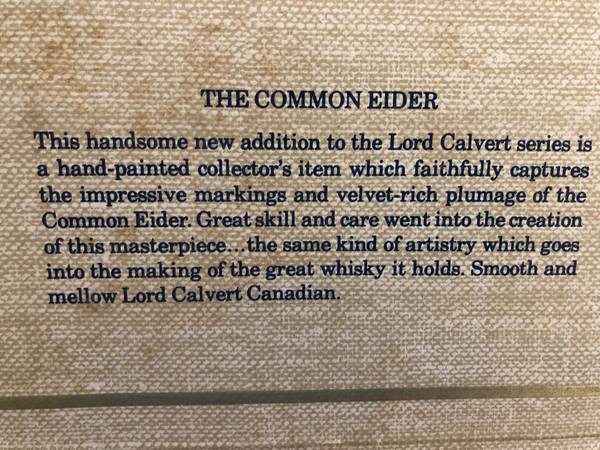 THE COMMON EIDER
This handsome new addition to the Lord Calvert series is
a hand-painted collector's item which faithfully captures
the impressive markings and velvet-rich plumage of the
Common Eider. Great skill and care went into the creation
of this masterpiece...the same kind of artistry which goes
into the making of the great whisky it holds. Smooth and
mellow Lord Calvert Canadian.